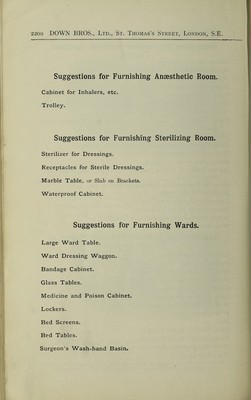 2202 DOWN BROS., LTD., ST. THOMAS'S STREET, LONDON, S.E.
Suggestions for Furnishing Anæsthetic Room.
Cabinet for Inhalers, etc.
Trolley.
Suggestions for Furnishing Sterilizing Room.
Sterilizer for Dressings.
Receptacles for Sterile Dressings.
Marble Table, or Slab on Brackets.
Waterproof Cabinet.
Suggestions for Furnishing Wards.
Large Ward Table.
Ward Dressing Waggon.
Bandage Cabinet.
Glass Tables.
Medicine and Poison Cabinet.
Lockers.
Bed Screens.
Bed Tables.
Surgeon's Wash-hand Basin.